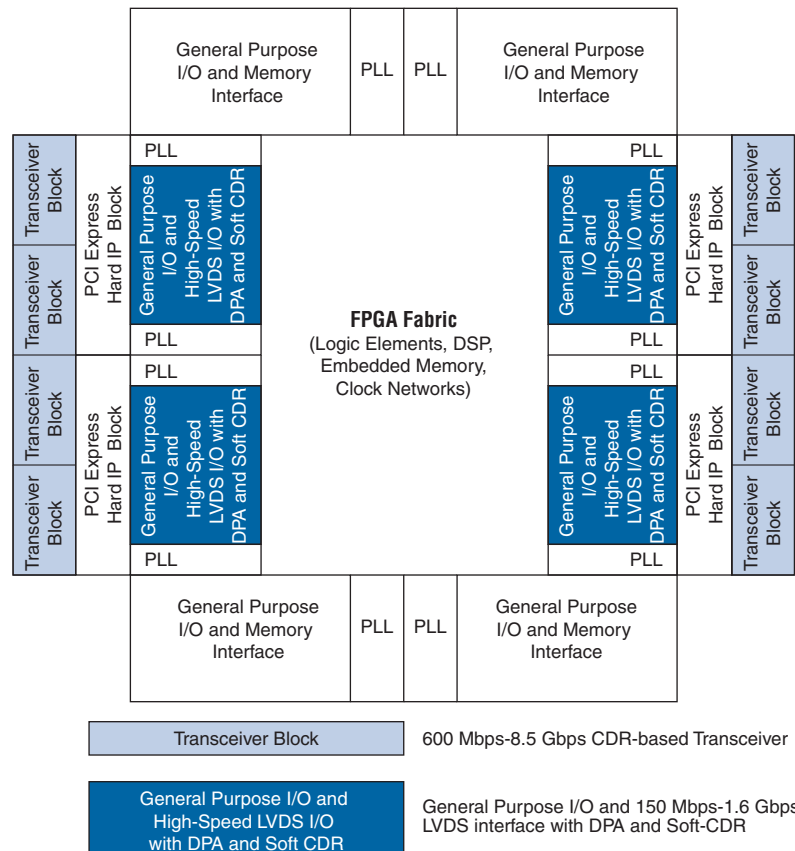 General Purpose
I/O and Memory
Interface
PLL
PLL
General Purpose
I/O and Memory
Interface
Transceiver
Block
Transceiver
Block
PCI Express
Hard IP Block
PLL
General Purpose
I/O and
High-Speed
LVDS I/O with
DPA and Soft CDR
PLL
FPGA Fabric
(Logic Elements, DSP,
Embedded Memory,
Clock Networks)
PLL
General Purpose
I/O and
High-Speed
LVDS I/O with
DPA and Soft CDR
PLL
PCI Express
Hard IP Block
Transceiver
Block
Transceiver
Block
Transceiver
Block
Transceiver
Block
PCI Express
Hard IP Block
PLL
General Purpose
I/O and
High-Speed
LVDS I/O with
DPA and Soft CDR
PLL
PLL
General Purpose
I/O and
High-Speed
LVDS I/O with
DPA and Soft CDR
PLL
PCI Express
Hard IP Block
Transceiver
Block
Transceiver
Block
General Purpose
I/O and Memory
Interface
PLL
PLL
General Purpose
I/O and Memory
Interface
Transceiver Block
600 Mbps-8.5 Gbps CDR-based Transceiver
General Purpose I/O and
High-Speed LVDS I/O
with DPA and Soft CDR
General Purpose I/O and 150 Mbps-1.6 Gbps
LVDS interface with DPA and Soft-CDR